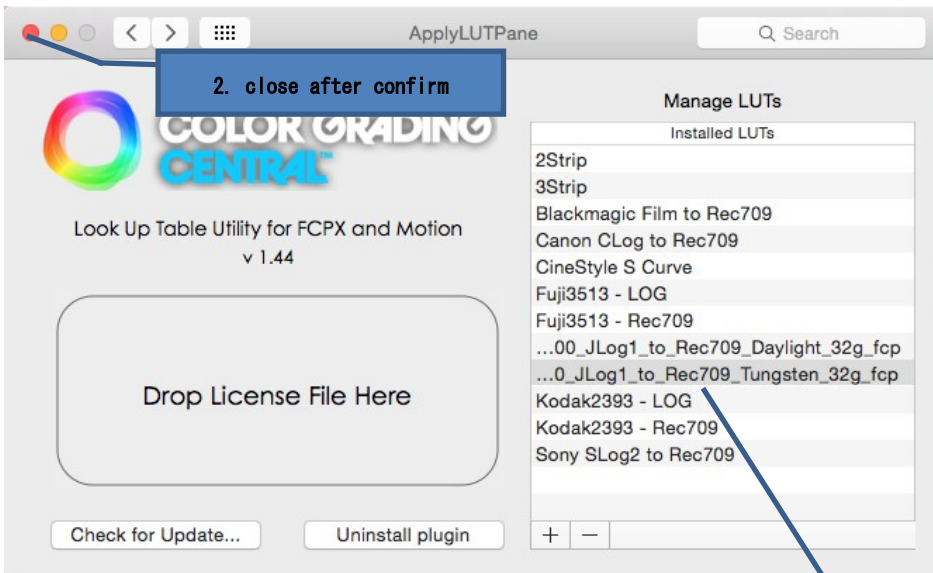 ApplyLUTPane
Search
2. close after confirm
COLOR GRADING
CENTRAL™
Look Up Table Utility for FCPX and Motion
v 1.44
Drop License File Here
Check for Update...
Uninstall plugin
Manage LUTs
Installed LUTs
2Strip
3Strip
Blackmagic Film to Rec709
Canon CLog to Rec709
CineStyle S Curve
Fuji3513 - LOG
Fuji3513 - Rec709
...00_JLog1_to_Rec709_Daylight_32g_fcp
...0_JLog1_to_Rec709_Tungsten_32g_fcp
Kodak2393 - LOG
Kodak2393 - Rec709
Sony SLog2 to Rec709
+ −